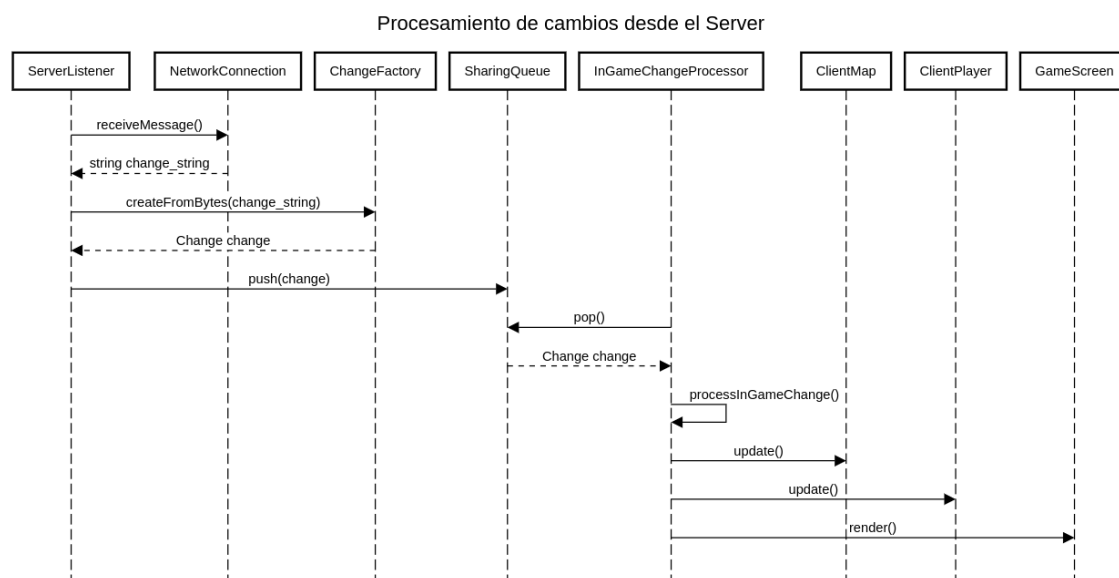 Procesamiento de cambios desde el Server
ServerListener
NetworkConnection
ChangeFactory
SharingQueue
InGameChangeProcessor
ClientMap
ClientPlayer
GameScreen
receiveMessage()
string change_string
createFromBytes(change_string)
Change change
push(change)
pop()
Change change
processInGameChange()
update()
update()
render()